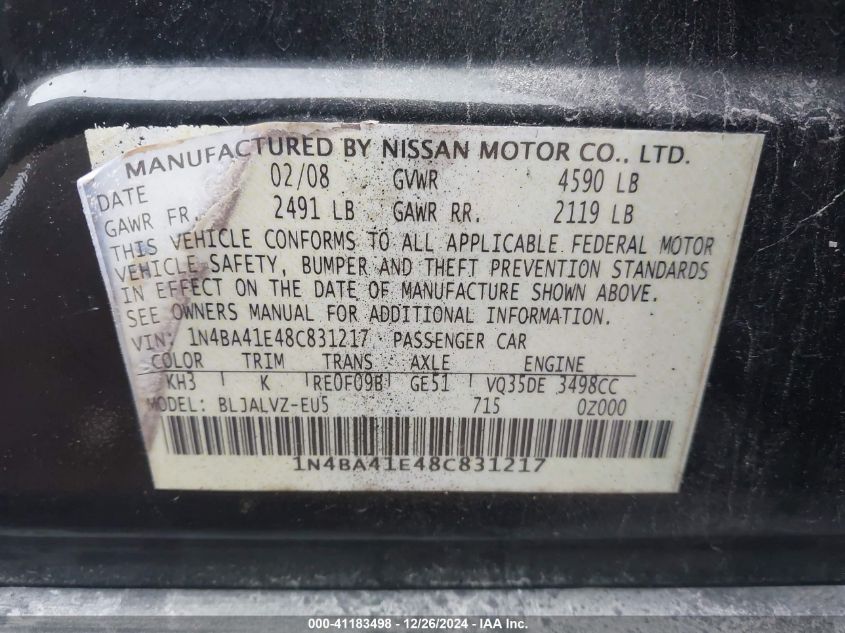 MANUFACTURED BY NISSAN MOTOR CO., LTD.
DATE 02/08 GVWR 4590 LB
GAWR FR. 2491 LB GAWR RR. 2119 LB
THIS VEHICLE CONFORMS TO ALL APPLICABLE FEDERAL MOTOR
VEHICLE SAFETY, BUMPER AND THEFT PREVENTION STANDARDS
IN EFFECT ON THE DATE OF MANUFACTURE SHOWN ABOVE.
SEE OWNERS MANUAL FOR ADDITIONAL INFORMATION.
VIN: 1N4BA41E48C831217 PASSENGER CAR
COLOR TRIM TRANS AXLE ENGINE
KH3 K RE0F09B GE51 VQ35DE 3498CC
MODEL: BLJALVZ-EU5 715 0Z000
1N4BA41E48C831217
000-41183498 - 12/26/2024 - IAA Inc.